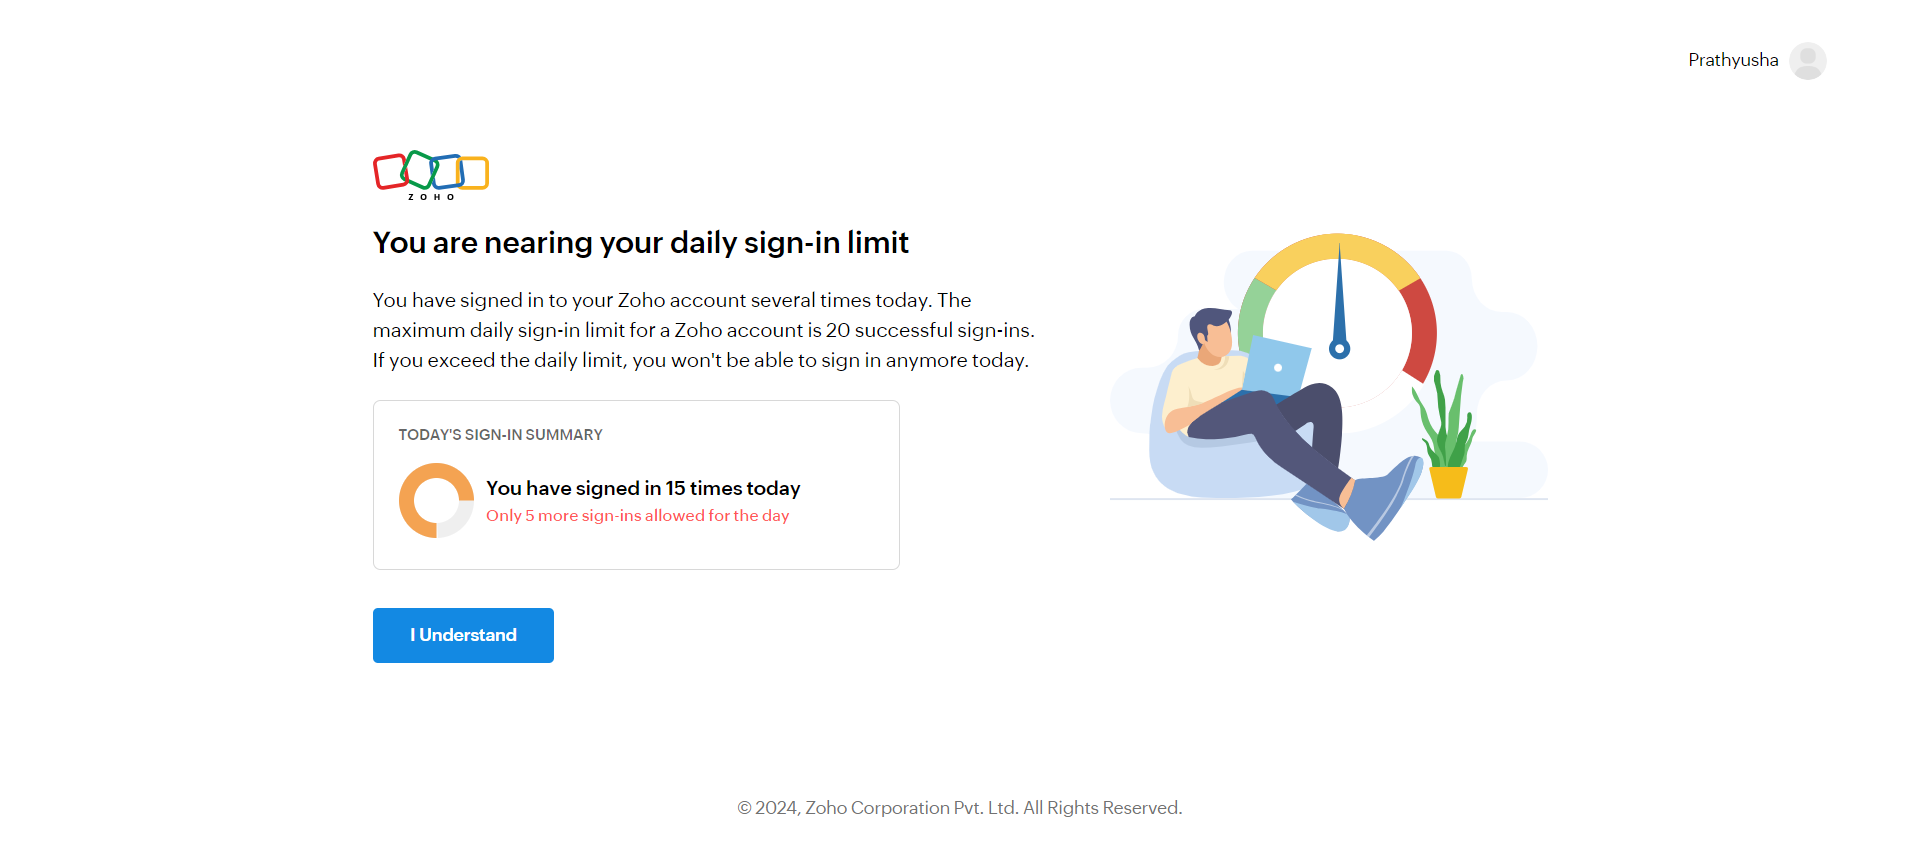 Prathyusha
ZOHO
You are nearing your daily sign-in limit
You have signed in to your Zoho account several times today. The
maximum daily sign-in limit for a Zoho account is 20 successful sign-ins.
If you exceed the daily limit, you won't be able to sign in anymore today.
TODAY'S SIGN-IN SUMMARY
You have signed in 15 times today
Only 5 more sign-ins allowed for the day
I Understand
© 2024, Zoho Corporation Pvt. Ltd. All Rights Reserved.